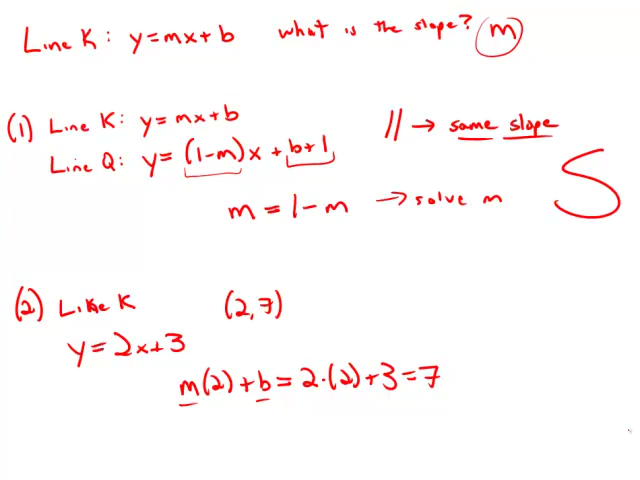 Line K: y=mx+b what is the slope? m
(1) Line K: y=mx+b // → same slope
Line Q: y= (1-m)x + b+1
m = 1-m → solve m
S
(2) Line K (2,7)
y=2x+3
m(2)+b = 2·(2)+3=7